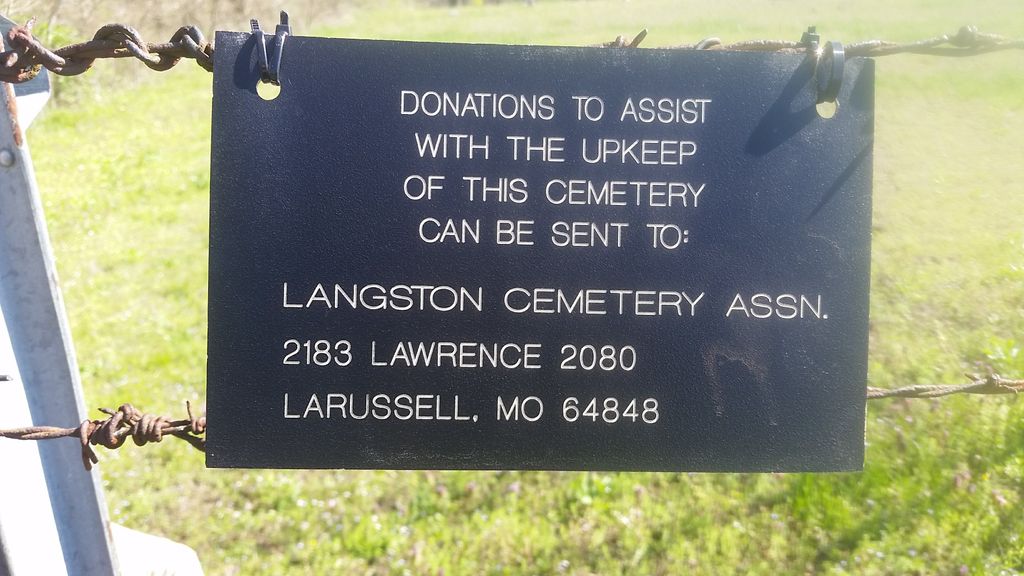 DONATIONS TO ASSIST
WITH THE UPKEEP
OF THIS CEMETERY
CAN BE SENT TO:
LANGSTON CEMETERY ASSN.
2183 LAWRENCE 2080
LARUSSELL, MO 64848